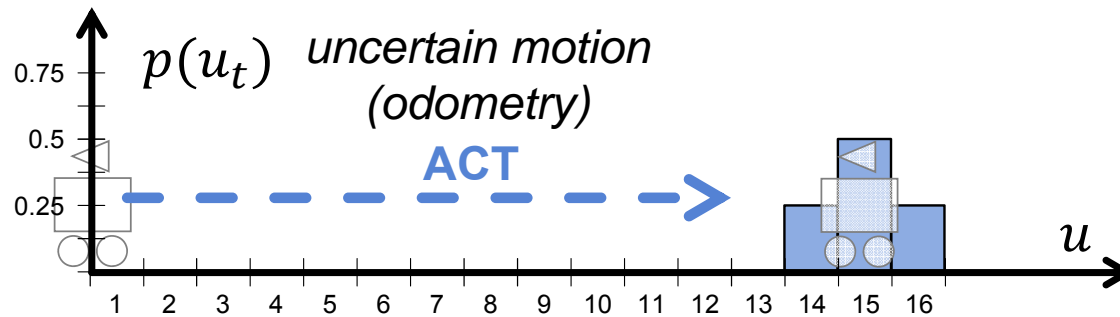 p(u_t) uncertain motion
(odometry)
ACT
0.75
0.5
0.25
u
1 2 3 4 5 6 7 8 9 10 11 12 13 14 15 16